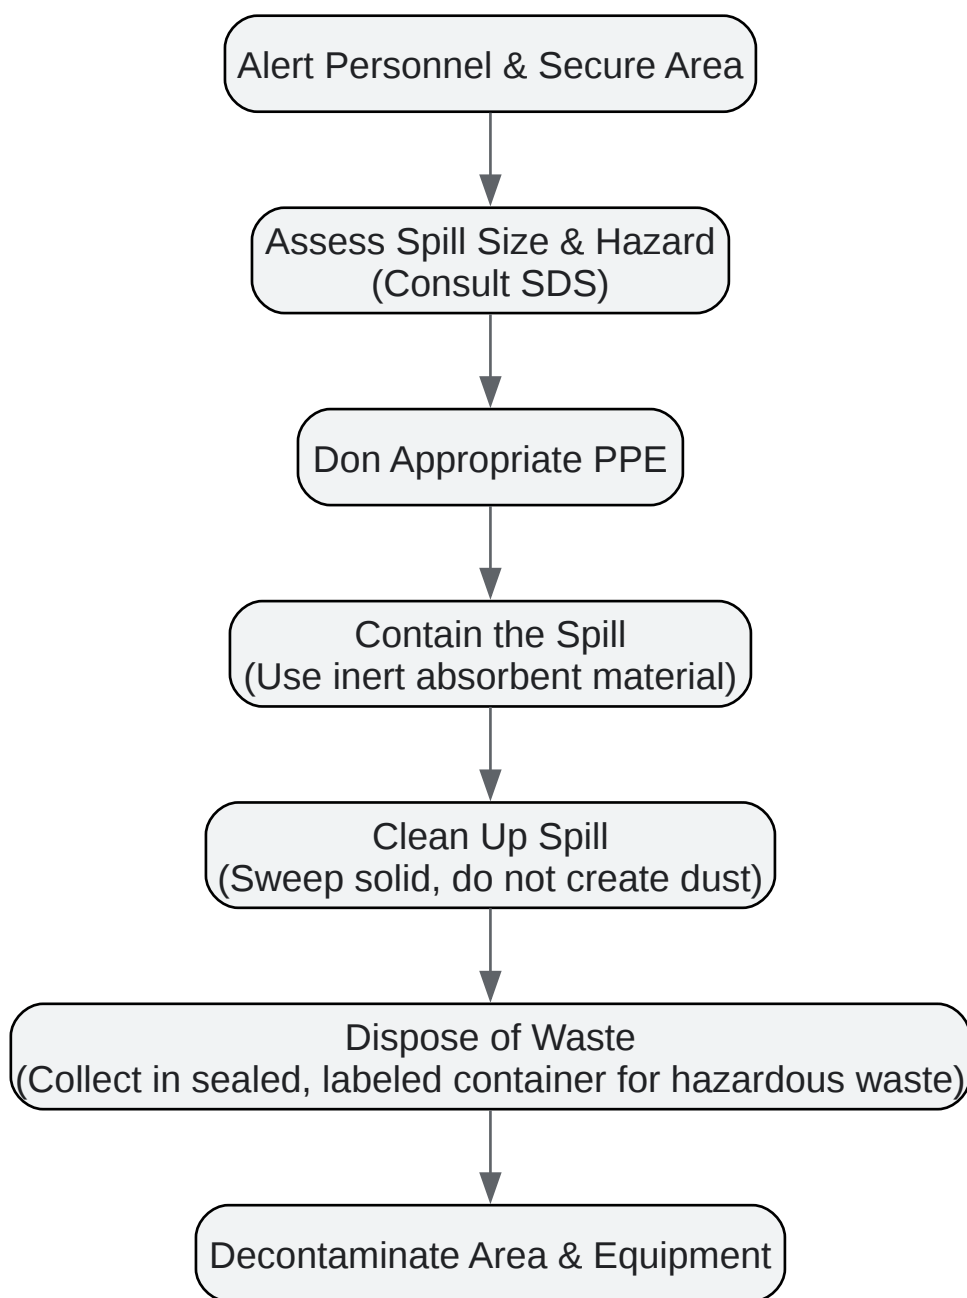 Alert Personnel & Secure Area
Assess Spill Size & Hazard
(Consult SDS)
Don Appropriate PPE
Contain the Spill
(Use inert absorbent material)
Clean Up Spill
(Sweep solid, do not create dust)
Dispose of Waste
(Collect in sealed, labeled container for hazardous waste)
Decontaminate Area & Equipment